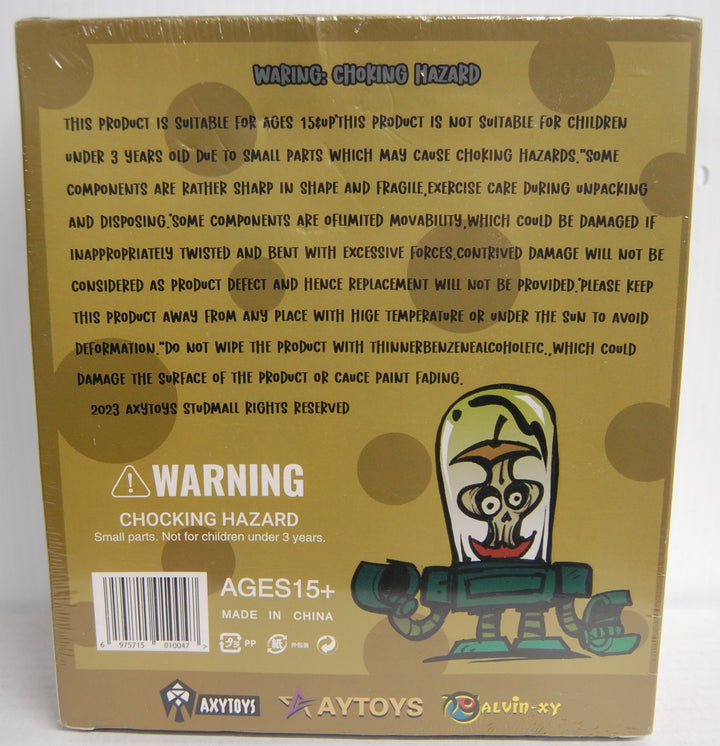 WARING: CHOKING HAZARD
THIS PRODUCT IS SUITABLE FOR AGES 15&UP*THIS PRODUCT IS NOT SUITABLE FOR CHILDREN
UNDER 3 YEARS OLD DUE TO SMALL PARTS WHICH MAY CAUSE CHOKING HAZARDS.*SOME
COMPONENTS ARE RATHER SHARP IN SHAPE AND FRAGILE,EXERCISE CARE DURING UNPACKING
AND DISPOSING.*SOME COMPONENTS ARE OFLIMITED MOVABILITY,WHICH COULD BE DAMAGED IF
INAPPROPRIATELY TWISTED AND BENT WITH EXCESSIVE FORCES.CONTRIVED DAMAGE WILL NOT BE
CONSIDERED AS PRODUCT DEFECT AND HENCE REPLACEMENT WILL NOT BE PROVIDED.*PLEASE KEEP
THIS PRODUCT AWAY FROM ANY PLACE WITH HIGE TEMPERATURE OR UNDER THE SUN TO AVOID
DEFORMATION.*DO NOT WIPE THE PRODUCT WITH THINNERBENZENEALCOHOLETC.,WHICH COULD
DAMAGE THE SURFACE OF THE PRODUCT OR CAUCE PAINT FADING.
2023 AXYTOYS STUDMALL RIGHTS RESERVED
WARNING
CHOCKING HAZARD
Small parts. Not for children under 3 years.
AGES15+
MADE IN CHINA
6 975715 010047 >
プラ PP 紙 外包装
AXYTOYS AYTOYS ALVIN-XY